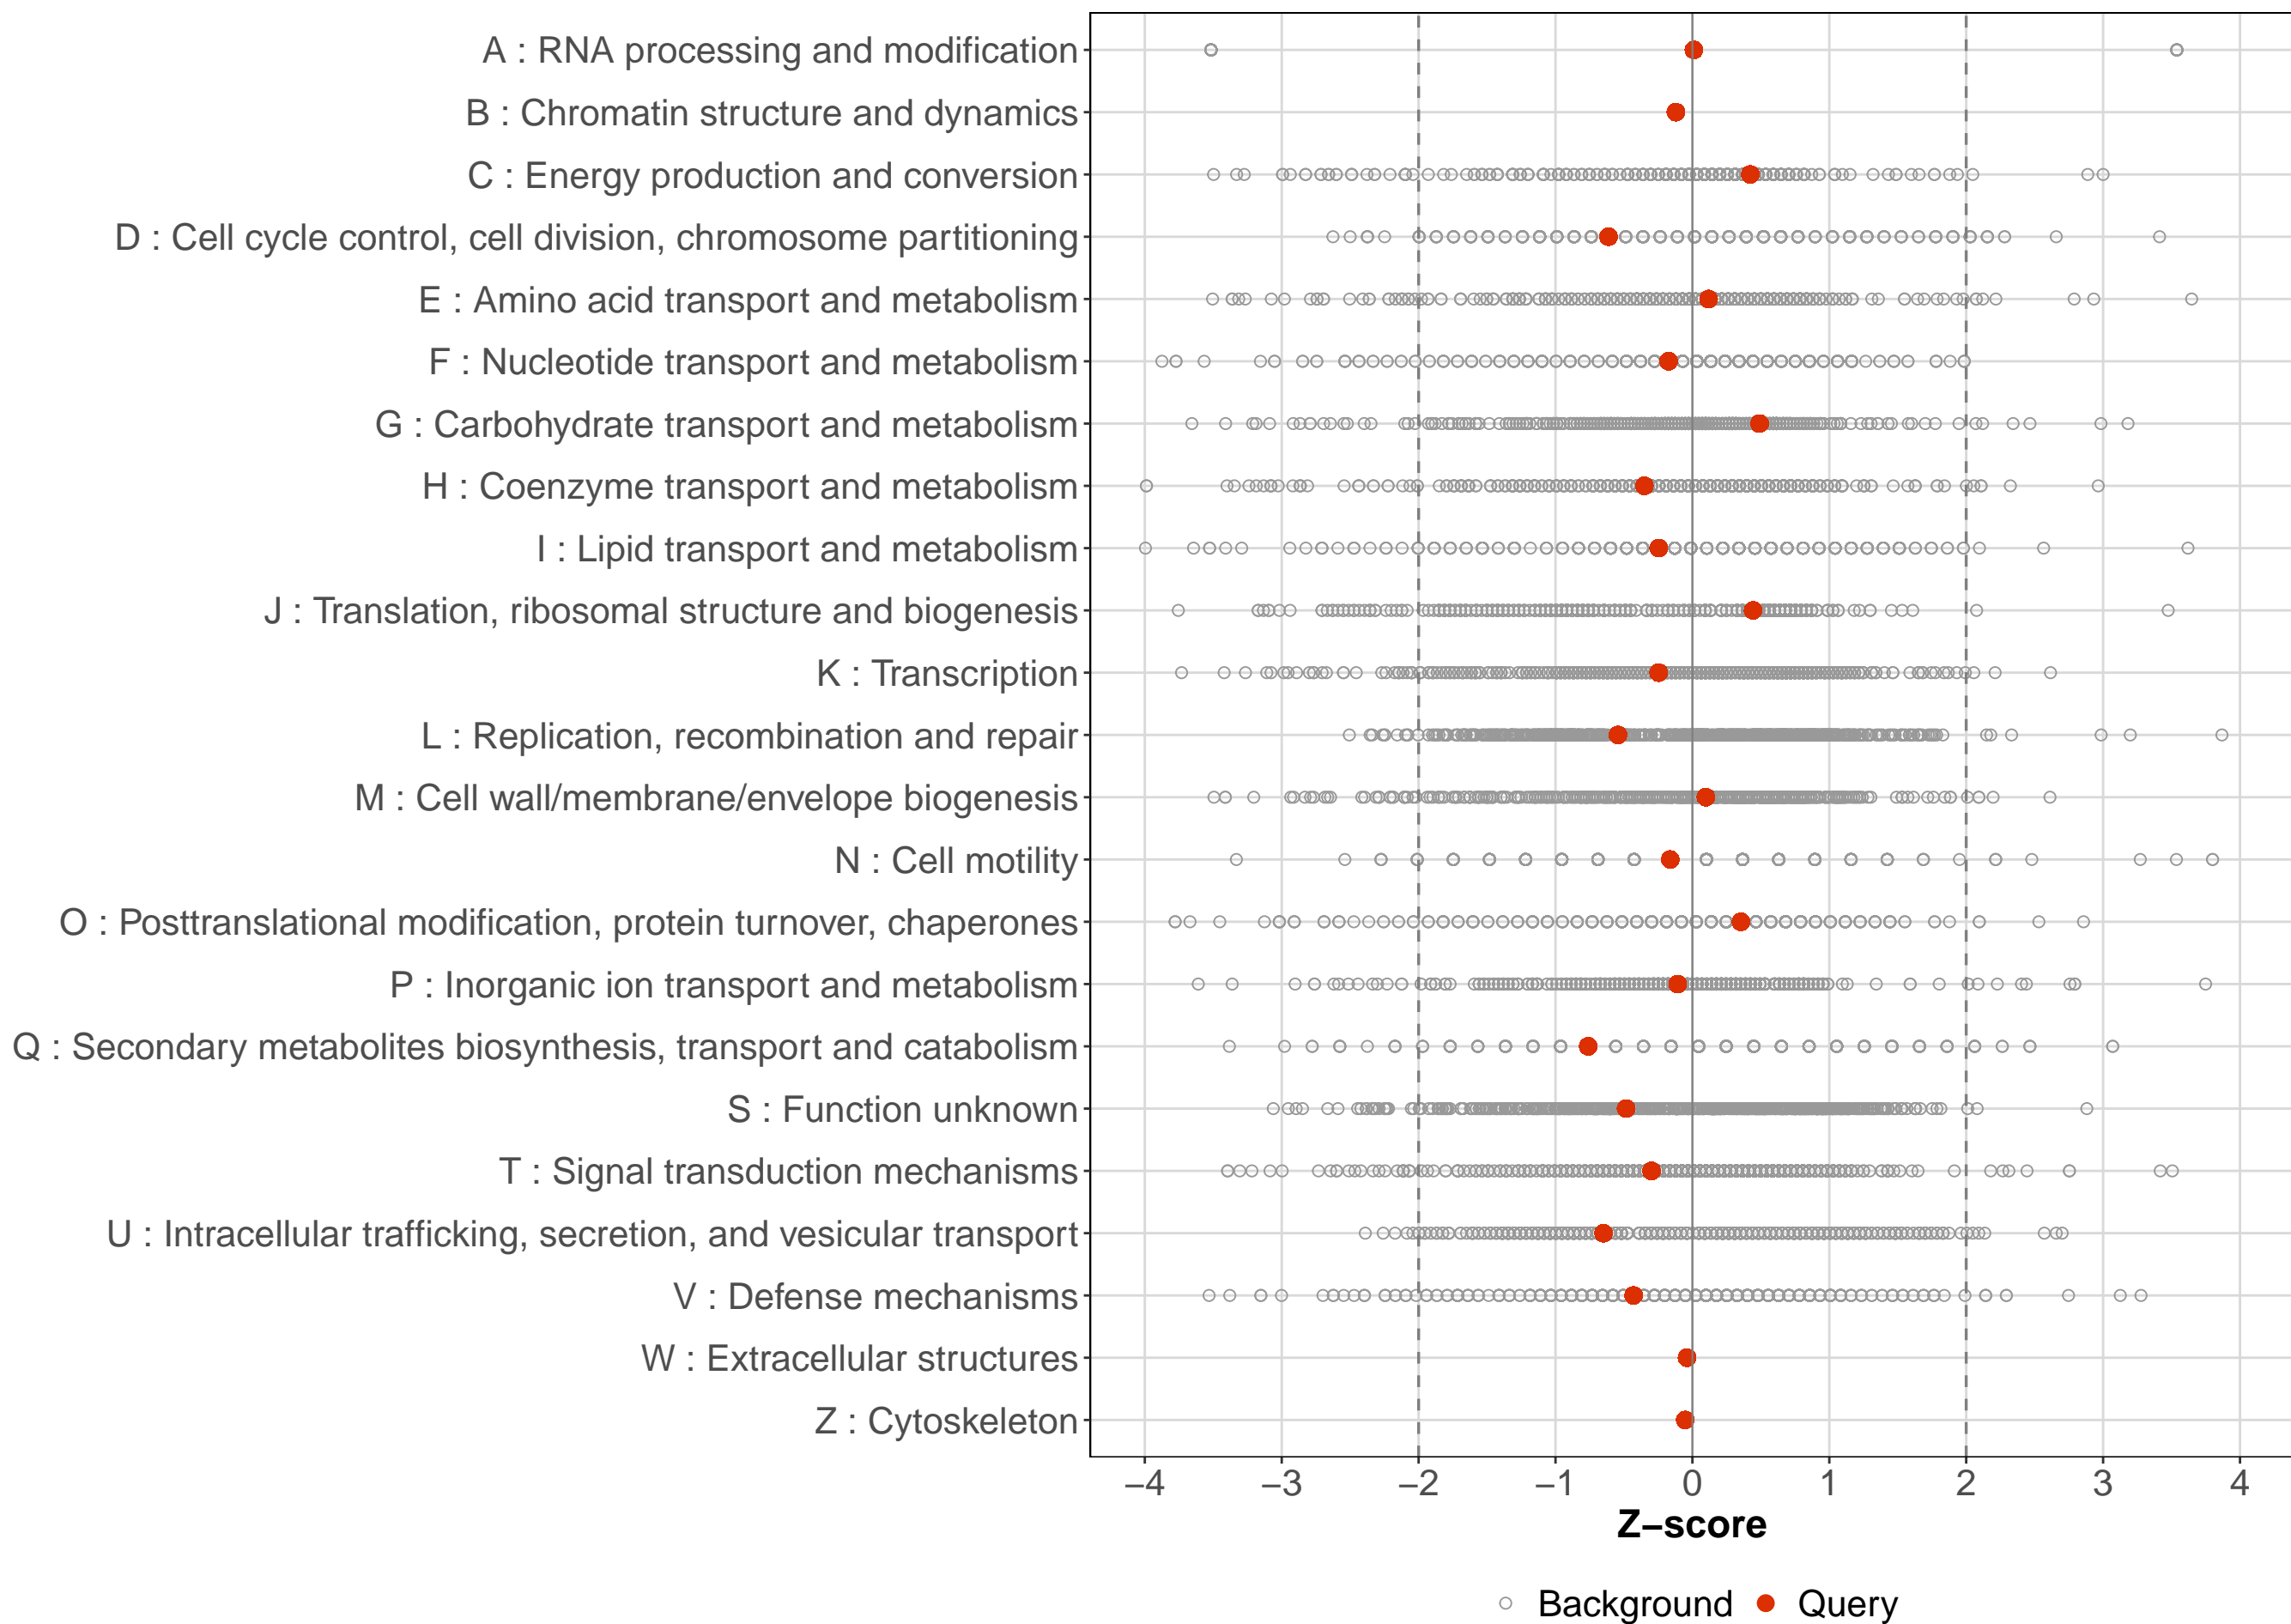 A : RNA processing and modification
B : Chromatin structure and dynamics
C : Energy production and conversion
D : Cell cycle control, cell division, chromosome partitioning
E : Amino acid transport and metabolism
F : Nucleotide transport and metabolism
G : Carbohydrate transport and metabolism
H : Coenzyme transport and metabolism
I : Lipid transport and metabolism
J : Translation, ribosomal structure and biogenesis
K : Transcription
L : Replication, recombination and repair
M : Cell wall/membrane/envelope biogenesis
N : Cell motility
O : Posttranslational modification, protein turnover, chaperones
P : Inorganic ion transport and metabolism
Q : Secondary metabolites biosynthesis, transport and catabolism
S : Function unknown
T : Signal transduction mechanisms
U : Intracellular trafficking, secretion, and vesicular transport
V : Defense mechanisms
W : Extracellular structures
Z : Cytoskeleton
−4 −3 −2 −1 0 1 2 3 4
Z−score
Background Query